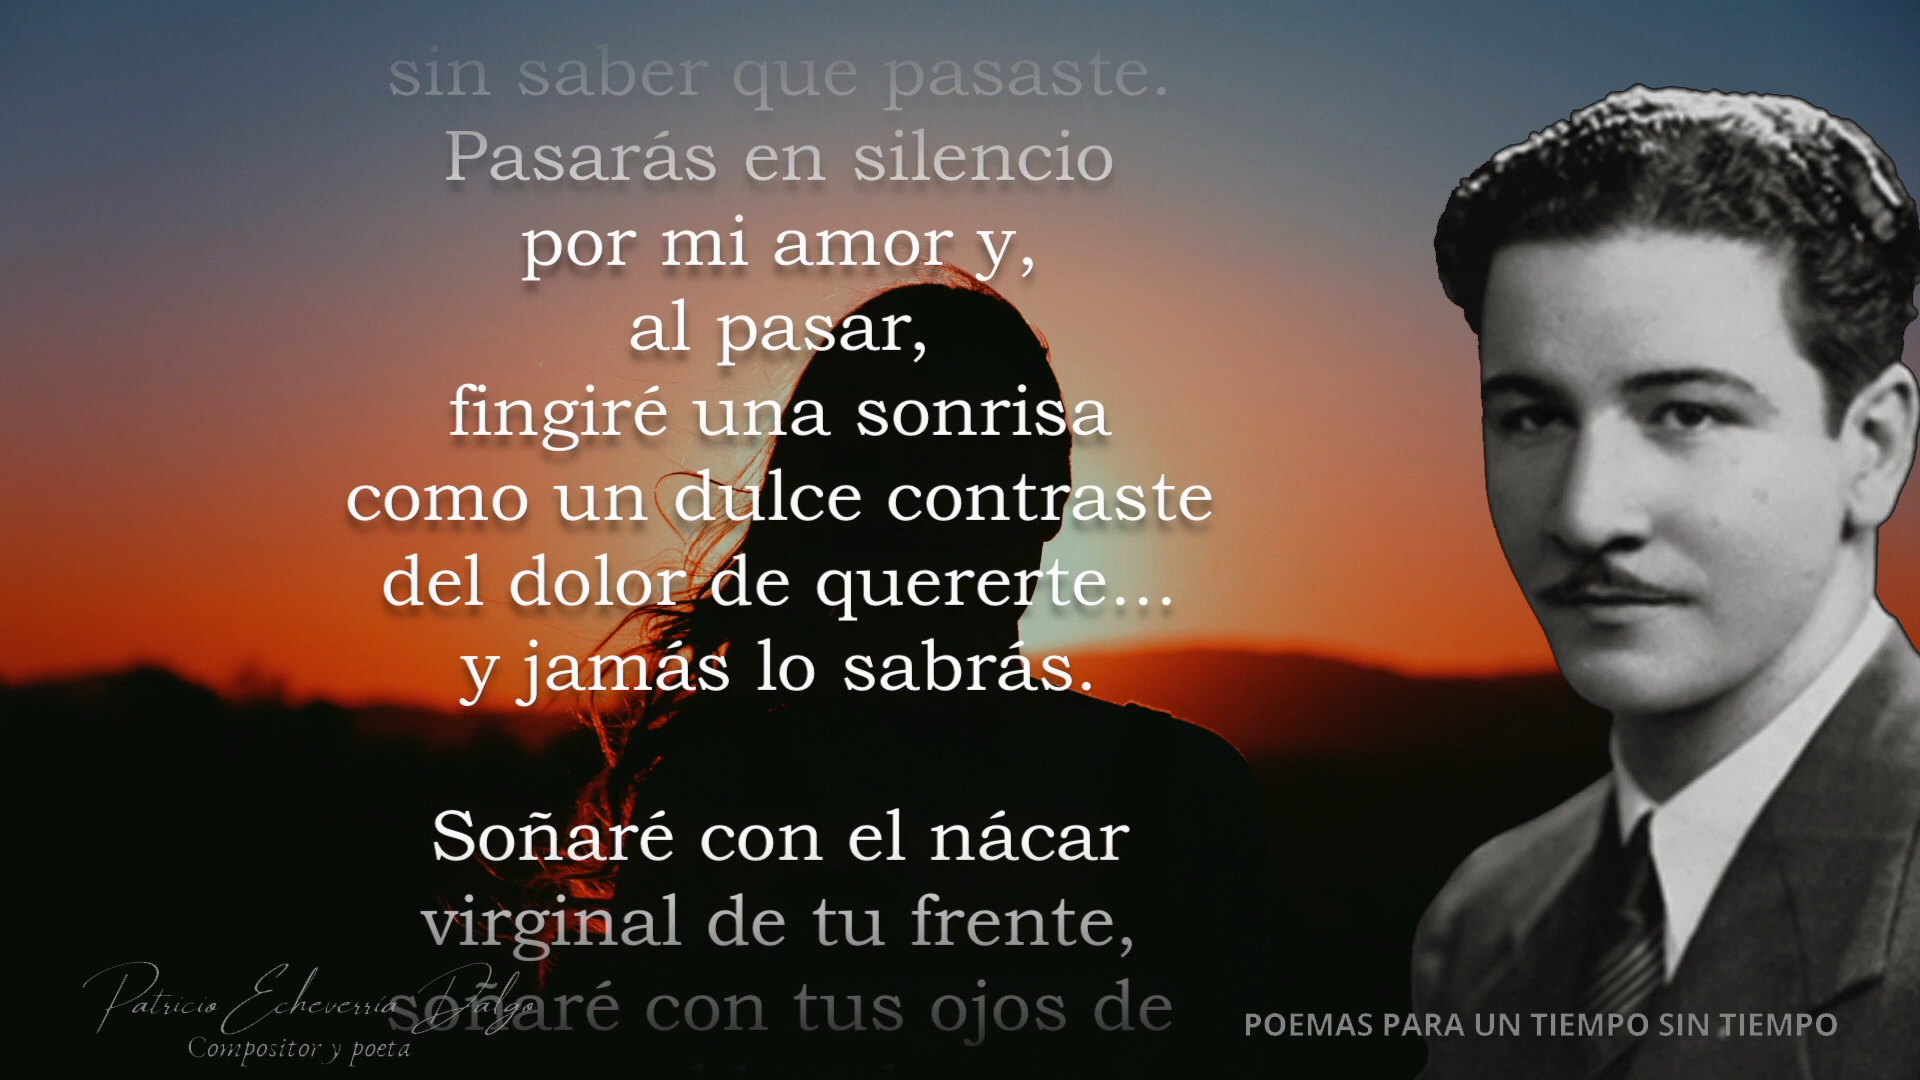 sin saber que pasaste.
Pasarás en silencio
por mi amor y,
al pasar,
fingiré una sonrisa
como un dulce contraste
del dolor de quererte...
y jamás lo sabrás.
Soñaré con el nácar
virginal de tu frente,
soñaré con tus ojos de
Patricio Echeverría Dálgo
Compositor y poeta
POEMAS PARA UN TIEMPO SIN TIEMPO